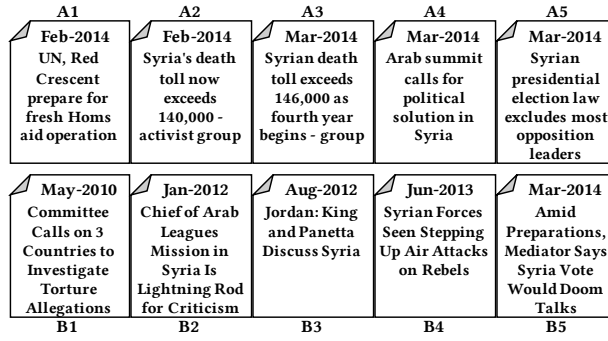 A1 A2 A3 A4 A5
Feb-2014
UN, Red
Crescent
prepare for
fresh Homs
aid operation
Feb-2014
Syria's death
toll now
exceeds
140,000 -
activist group
Mar-2014
Syrian death
toll exceeds
146,000 as
fourth year
begins - group
Mar-2014
Arab summit
calls for
political
solution in
Syria
Mar-2014
Syrian
presidential
election law
excludes most
opposition
leaders
May-2010
Committee
Calls on 3
Countries to
Investigate
Torture
Allegations
Jan-2012
Chief of Arab
Leagues
Mission in
Syria Is
Lightning Rod
for Criticism
Aug-2012
Jordan: King
and Panetta
Discuss Syria
Jun-2013
Syrian Forces
Seen Stepping
Up Air Attacks
on Rebels
Mar-2014
Amid
Preparations,
Mediator Says
Syria Vote
Would Doom
Talks
B1 B2 B3 B4 B5